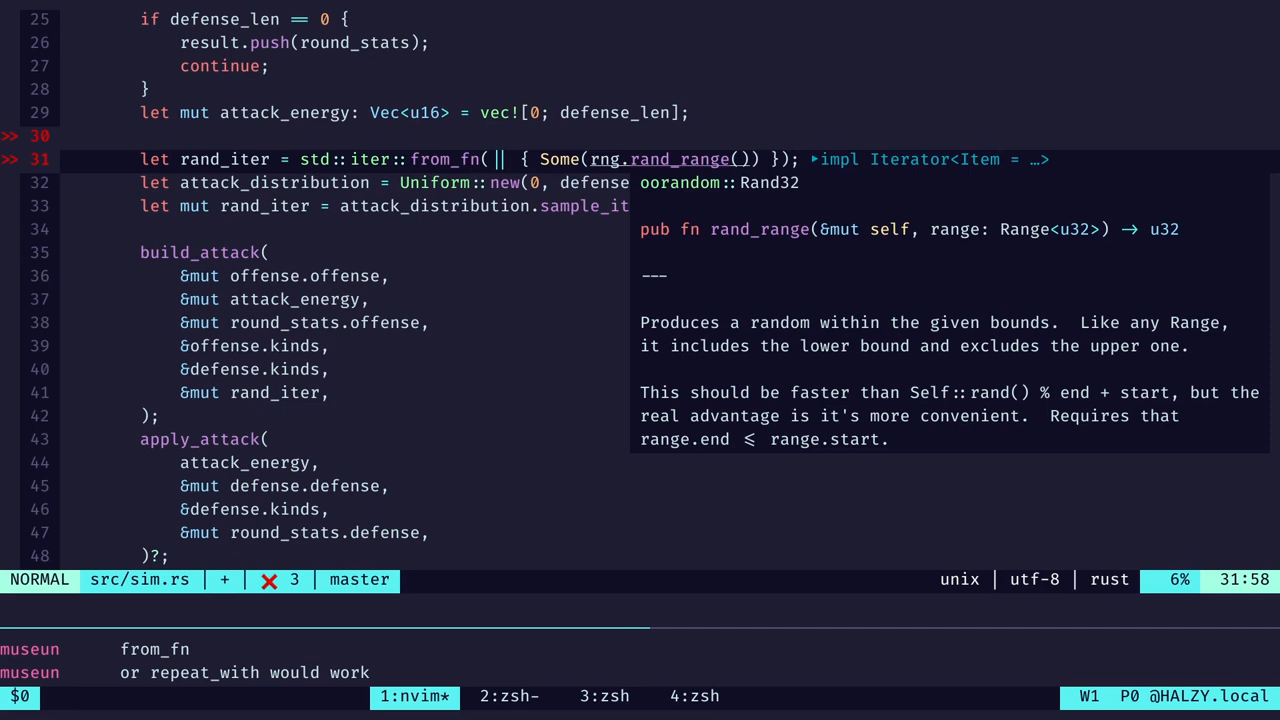 25 if defense_len == 0 {
26 result.push(round_stats);
27 continue;
28 }
29 let mut attack_energy: Vec<u16> = vec![0; defense_len];
>> 30
>> 31 let rand_iter = std::iter::from_fn( || { Some(rng.rand_range()) }); ▸impl Iterator<Item = …>
32 let attack_distribution = Uniform::new(0, defense
33 let mut rand_iter = attack_distribution.sample_it
34
35 build_attack(
36 &mut offense.offense,
37 &mut attack_energy,
38 &mut round_stats.offense,
39 &offense.kinds,
40 &defense.kinds,
41 &mut rand_iter,
42 );
43 apply_attack(
44 attack_energy,
45 &mut defense.defense,
46 &defense.kinds,
47 &mut round_stats.defense,
48 )?;
oorandom::Rand32
pub fn rand_range(&mut self, range: Range<u32>) -> u32
---
Produces a random within the given bounds.  Like any Range,
it includes the lower bound and excludes the upper one.
This should be faster than Self::rand() % end + start, but the
real advantage is it's more convenient.  Requires that
range.end <= range.start.
NORMAL src/sim.rs | + | ❌ 3 | master unix | utf-8 | rust 6% 31:58
museun from_fn
museun or repeat_with would work
$0 1:nvim* 2:zsh- 3:zsh 4:zsh W1 P0 @HALZY.local